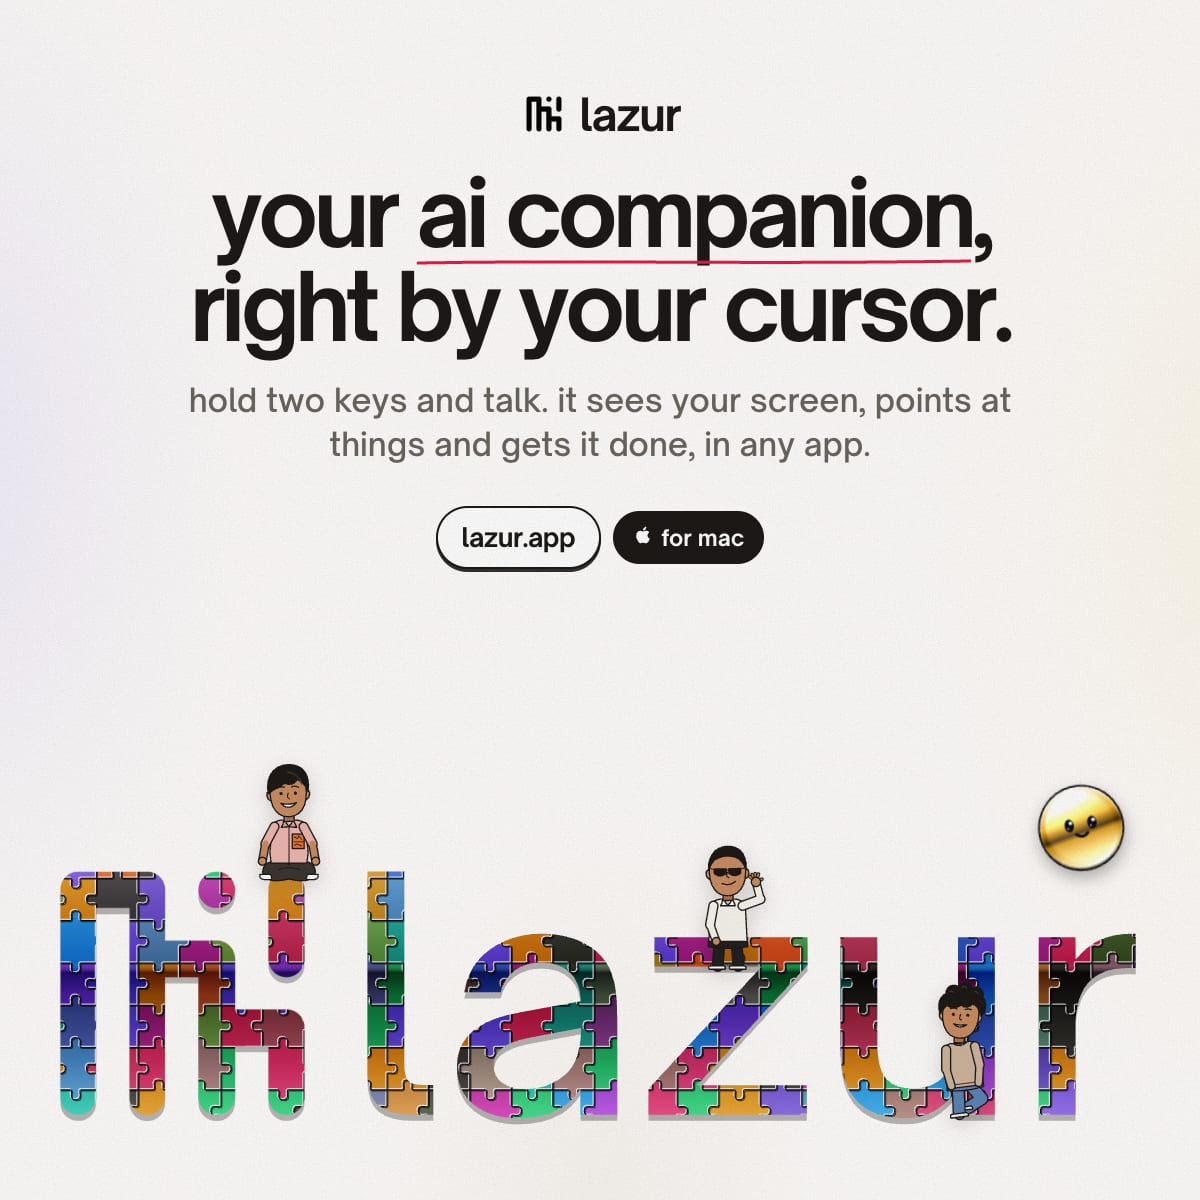 lazur
your ai companion,
right by your cursor.
hold two keys and talk. it sees your screen, points at
things and gets it done, in any app.
lazur.app
for mac
lazur